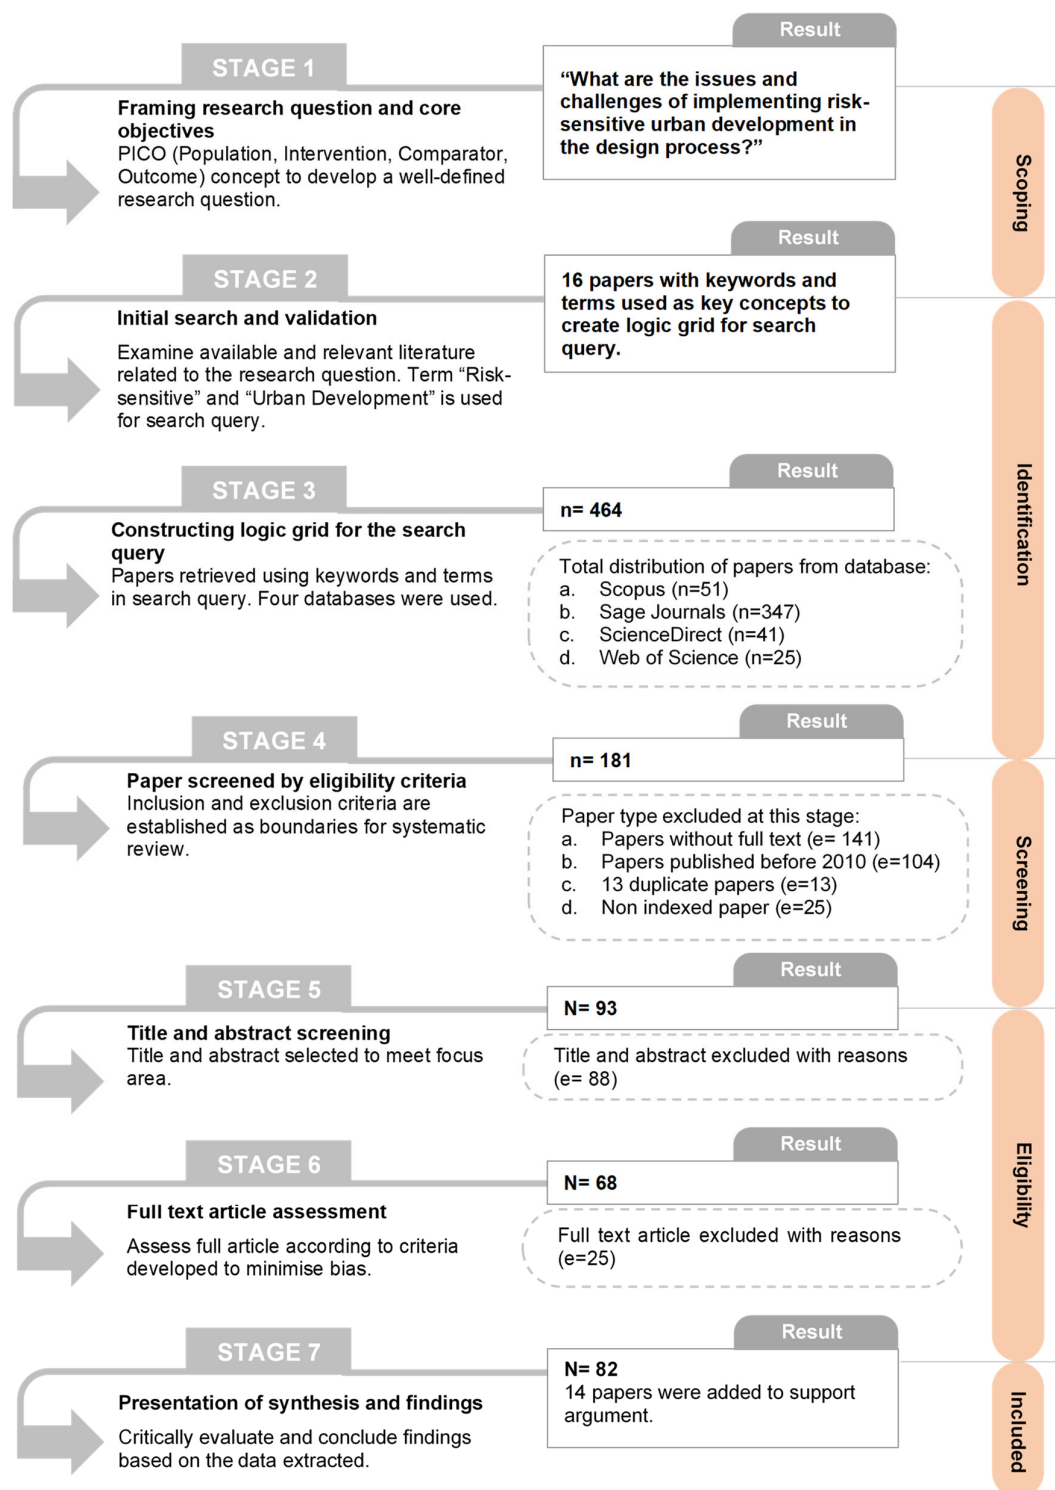 Result
STAGE 1
Framing research question and core
objectives
PICO (Population, Intervention, Comparator,
Outcome) concept to develop a well-defined
research question.
“What are the issues and
challenges of implementing risk-
sensitive urban development in
the design process?”
Scoping
Result
STAGE 2
Initial search and validation
Examine available and relevant literature
related to the research question. Term “Risk-
sensitive” and “Urban Development” is used
for search query.
16 papers with keywords and
terms used as key concepts to
create logic grid for search
query.
Identification
Result
STAGE 3
Constructing logic grid for the search
query
Papers retrieved using keywords and terms
in search query. Four databases were used.
n= 464
Total distribution of papers from database:
a. Scopus (n=51)
b. Sage Journals (n=347)
c. ScienceDirect (n=41)
d. Web of Science (n=25)
Result
STAGE 4
Paper screened by eligibility criteria
Inclusion and exclusion criteria are
established as boundaries for systematic
review.
n= 181
Paper type excluded at this stage:
a. Papers without full text (e= 141)
b. Papers published before 2010 (e=104)
c. 13 duplicate papers (e=13)
d. Non indexed paper (e=25)
Screening
Result
STAGE 5
Title and abstract screening
Title and abstract selected to meet focus
area.
N= 93
Title and abstract excluded with reasons
(e= 88)
Eligibility
Result
STAGE 6
Full text article assessment
Assess full article according to criteria
developed to minimise bias.
N= 68
Full text article excluded with reasons
(e=25)
Result
STAGE 7
Presentation of synthesis and findings
Critically evaluate and conclude findings
based on the data extracted.
N= 82
14 papers were added to support
argument.
Included